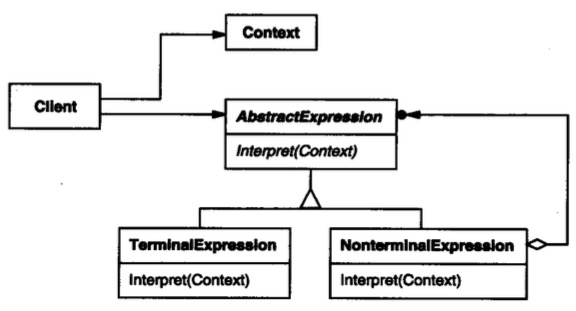 Context
Client
AbstractExpression
Interpret(Context)
TerminalExpression
Interpret(Context)
NonterminalExpression
Interpret(Context)